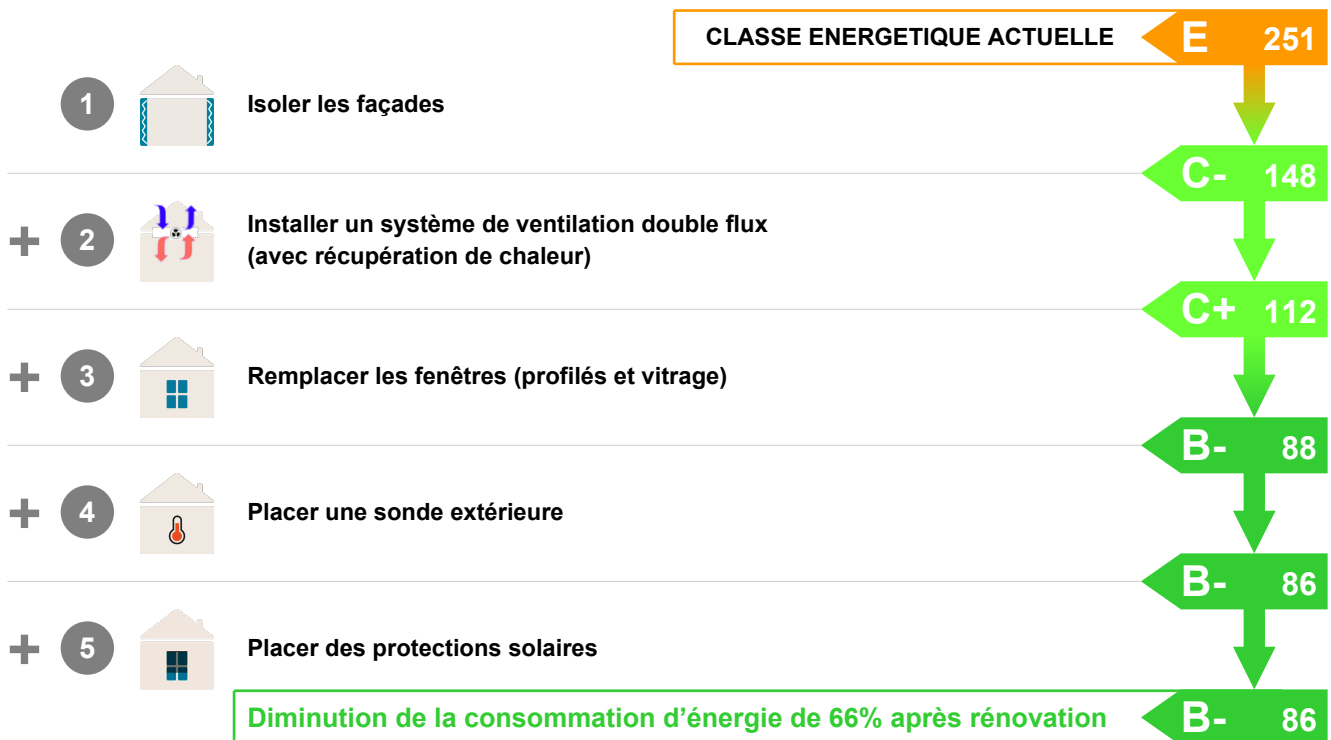 CLASSE ENERGETIQUE ACTUELLE E 251
1 Isoler les façades
C- 148
+ 2 Installer un système de ventilation double flux
(avec récupération de chaleur)
C+ 112
+ 3 Remplacer les fenêtres (profilés et vitrage)
B- 88
+ 4 Placer une sonde extérieure
B- 86
+ 5 Placer des protections solaires
Diminution de la consommation d’énergie de 66% après rénovation B- 86